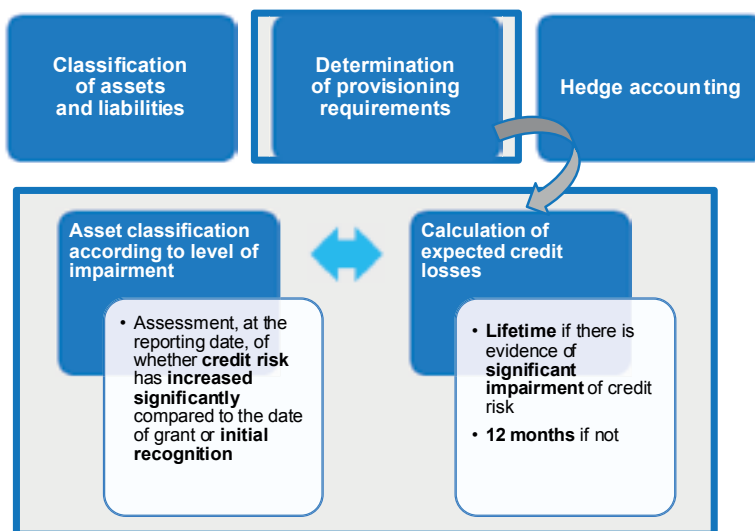 Classification
of assets
and liabilities
Determination
of provisioning
requirements
Hedge accounting
Asset classification
according to level of
impairment
• Assessment, at the
reporting date, of
whether credit risk
has increased
significantly
compared to the date
of grant or initial
recognition
Calculation of
expected credit
losses
• Lifetime if there is
evidence of
significant
impairment of credit
risk
• 12 months if not